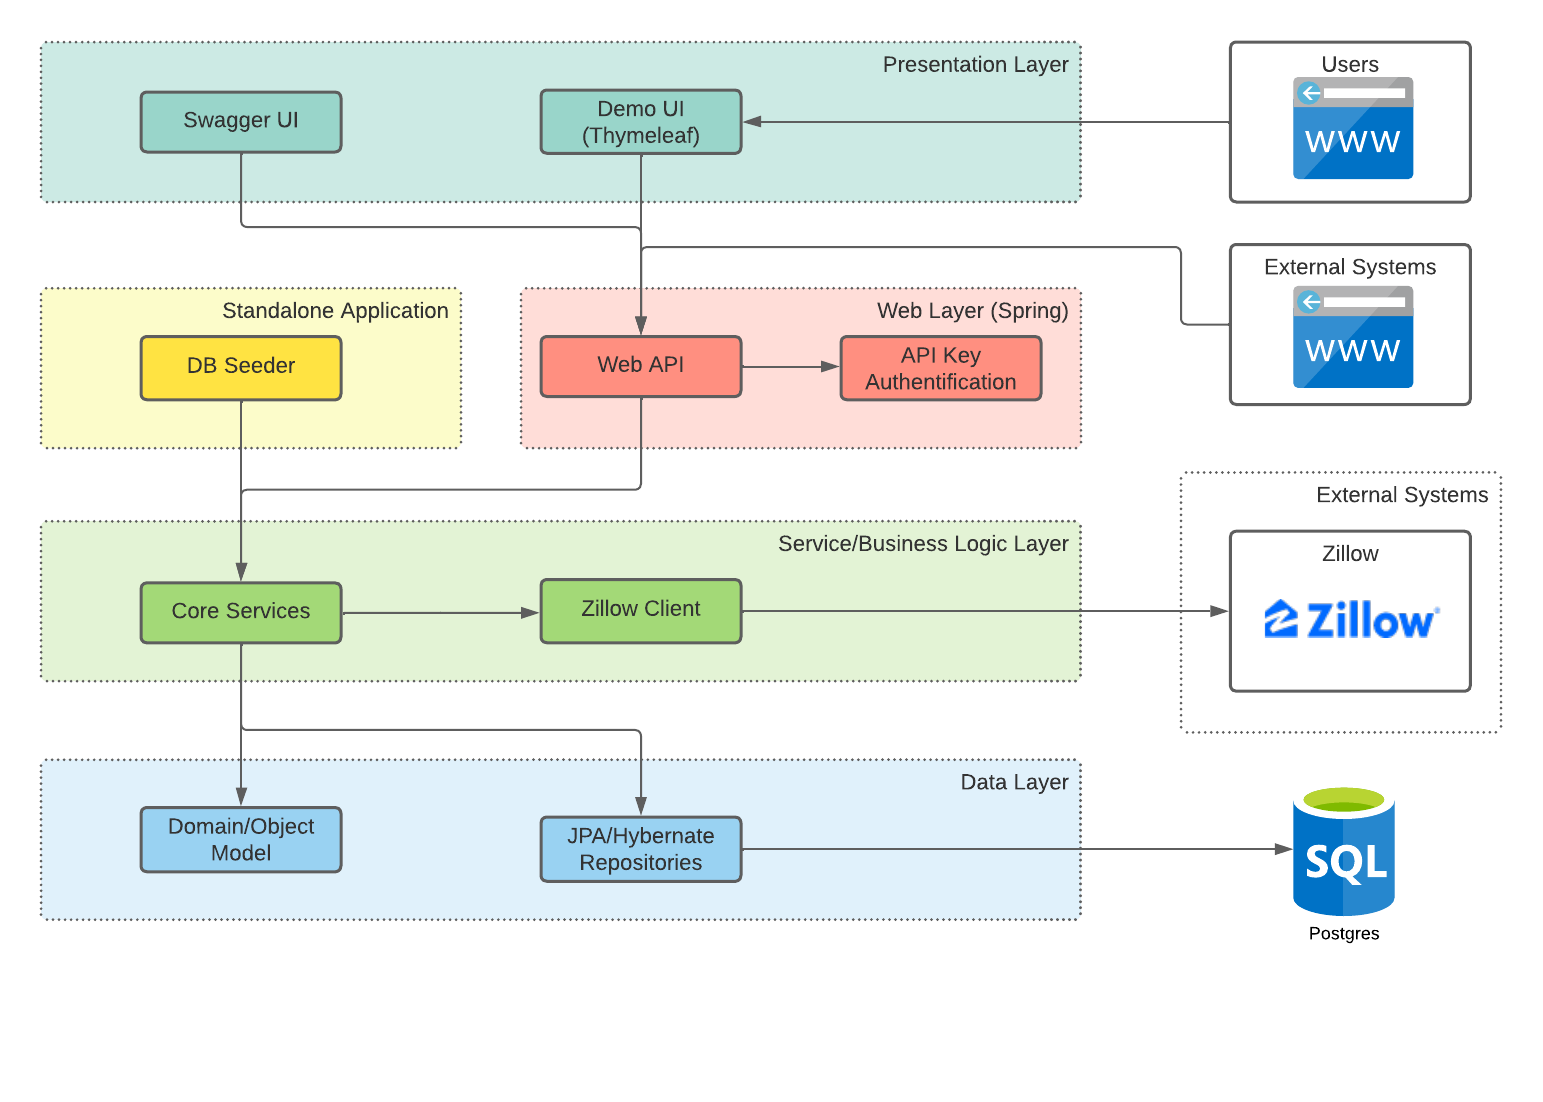 Presentation Layer
Swagger UI
Demo UI
(Thymeleaf)
Users
WWW
External Systems
WWW
Standalone Application
DB Seeder
Web Layer (Spring)
Web API
API Key
Authentification
Service/Business Logic Layer
Core Services
Zillow Client
External Systems
Zillow
Zillow®
Data Layer
Domain/Object
Model
JPA/Hybernate
Repositories
SQL
Postgres